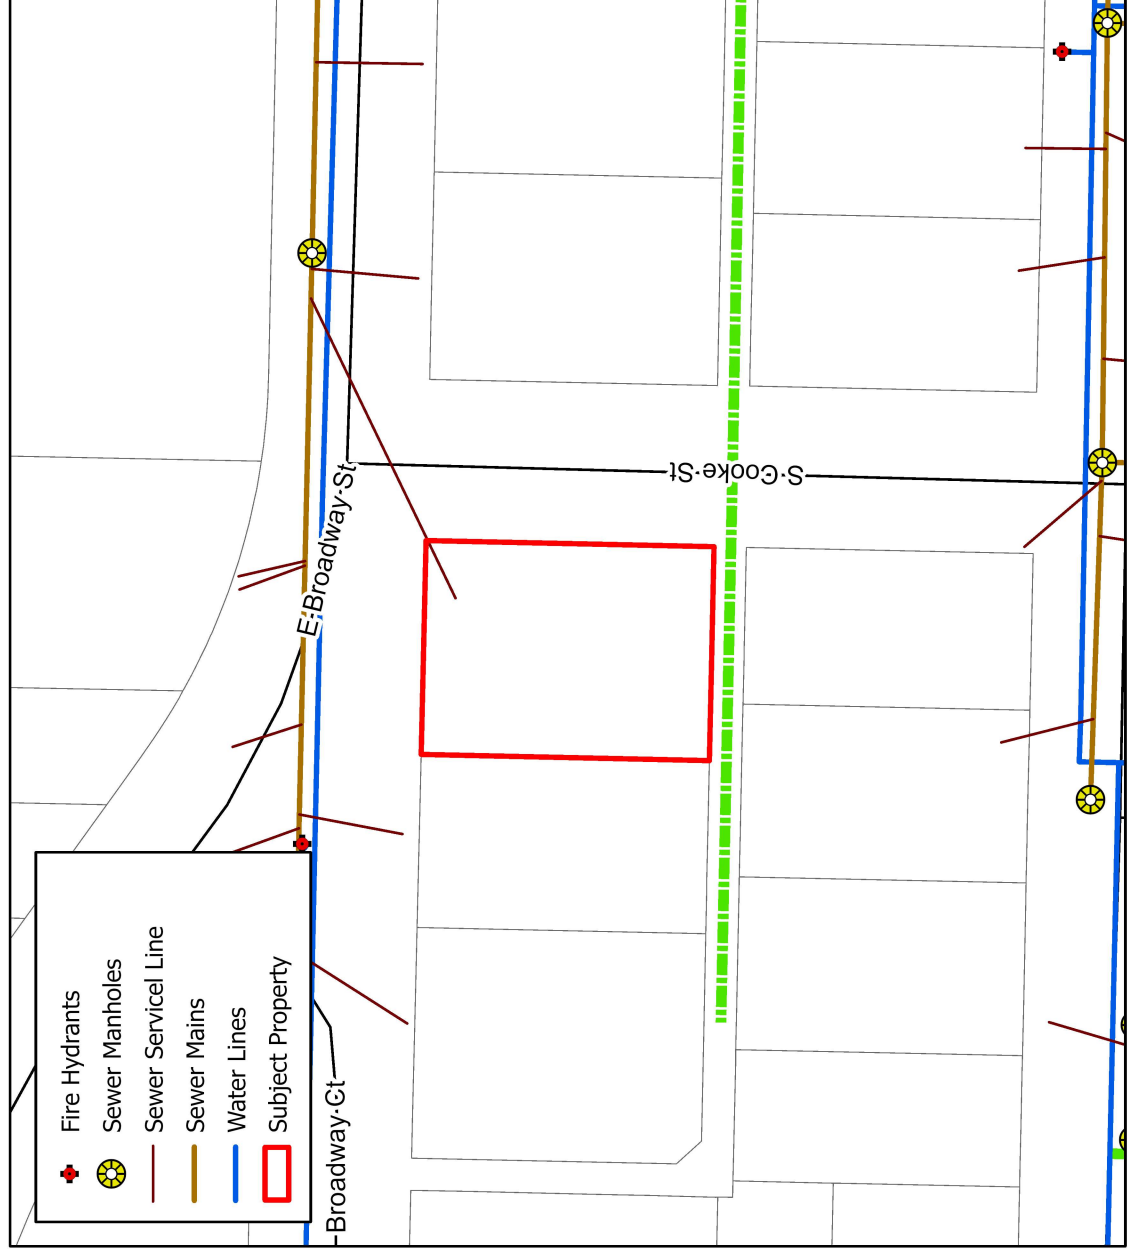 E Broadway St
S Cooke St
Broadway Ct
Fire Hydrants
Sewer Manholes
Sewer Servicel Line
Sewer Mains
Water Lines
Subject Property